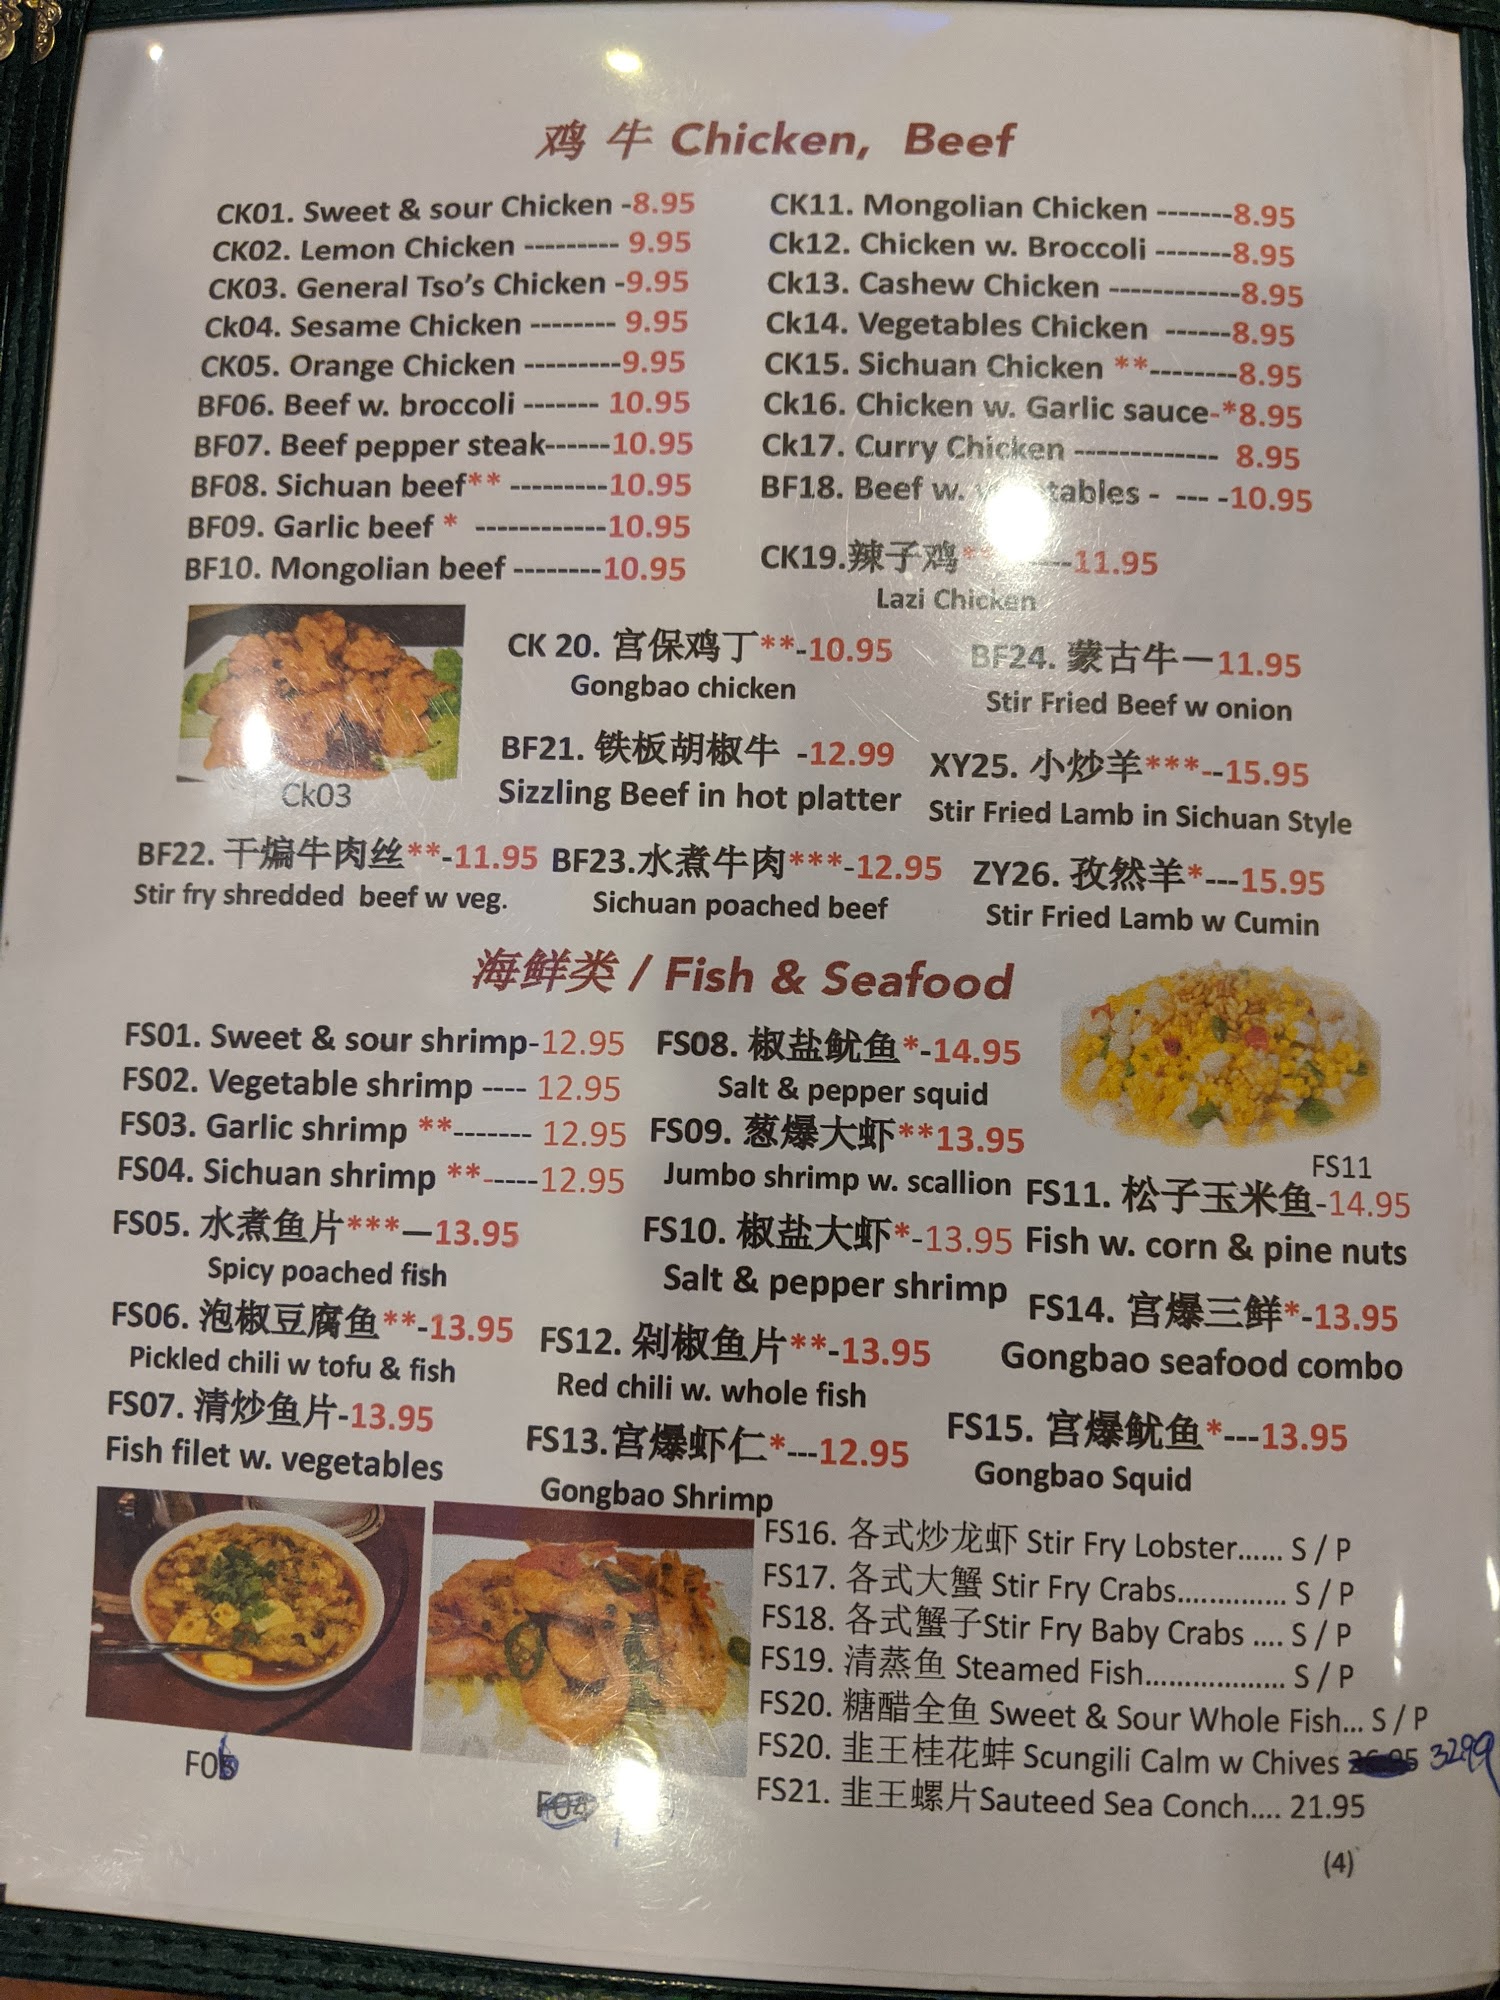 鸡 牛 Chicken, Beef
CK01. Sweet & sour Chicken -8.95
CK02. Lemon Chicken --------- 9.95
CK03. General Tso's Chicken -9.95
Ck04. Sesame Chicken -------- 9.95
CK05. Orange Chicken ---------9.95
BF06. Beef w. broccoli ------- 10.95
BF07. Beef pepper steak------10.95
BF08. Sichuan beef** ---------10.95
BF09. Garlic beef * ------------10.95
BF10. Mongolian beef --------10.95
CK11. Mongolian Chicken -------8.95
Ck12. Chicken w. Broccoli -------8.95
Ck13. Cashew Chicken ------------8.95
Ck14. Vegetables Chicken ------8.95
CK15. Sichuan Chicken **--------8.95
Ck16. Chicken w. Garlic sauce-*8.95
Ck17. Curry Chicken ------------- 8.95
BF18. Beef w. - --- -10.95
CK19.辣子鸡 ----11.95
Lazi Chicken
Ck03
CK 20. 宫保鸡丁**-10.95
Gongbao chicken
BF24. 蒙古牛一11.95
Stir Fried Beef w onion
BF21. 铁板胡椒牛 -12.99
Sizzling Beef in hot platter
XY25. 小炒羊***--15.95
Stir Fried Lamb in Sichuan Style
BF22. 干煸牛肉丝**-11.95
Stir fry shredded beef w veg.
BF23.水煮牛肉***-12.95
Sichuan poached beef
ZY26. 孜然羊*---15.95
Stir Fried Lamb w Cumin
海鲜类 / Fish & Seafood
FS01. Sweet & sour shrimp-12.95
FS02. Vegetable shrimp ---- 12.95
FS03. Garlic shrimp **------- 12.95
FS04. Sichuan shrimp **------12.95
FS05. 水煮鱼片***—13.95
Spicy poached fish
FS06. 泡椒豆腐鱼**-13.95
Pickled chili w tofu & fish
FS07. 清炒鱼片-13.95
Fish filet w. vegetables
FS08. 椒盐鱿鱼*-14.95
Salt & pepper squid
FS09. 葱爆大虾**13.95
Jumbo shrimp w. scallion
FS10. 椒盐大虾*-13.95
Salt & pepper shrimp
FS11
FS11. 松子玉米鱼-14.95
Fish w. corn & pine nuts
FS12. 剁椒鱼片**-13.95
Red chili w. whole fish
FS13.宫爆虾仁*---12.95
Gongbao Shrimp
FS14. 宫爆三鲜*-13.95
Gongbao seafood combo
FS15. 宫爆鱿鱼*---13.95
Gongbao Squid
FS16. 各式炒龙虾 Stir Fry Lobster...... S / P
FS17. 各式大蟹 Stir Fry Crabs.............. S / P
FS18. 各式蟹子Stir Fry Baby Crabs .... S / P
FS19. 清蒸鱼 Steamed Fish.................. S / P
FS20. 糖醋全鱼 Sweet & Sour Whole Fish... S / P
FS20. 韭王桂花蚌 Scungili Calm w Chives 3299
FS21. 韭王螺片Sauteed Sea Conch.... 21.95
(4)